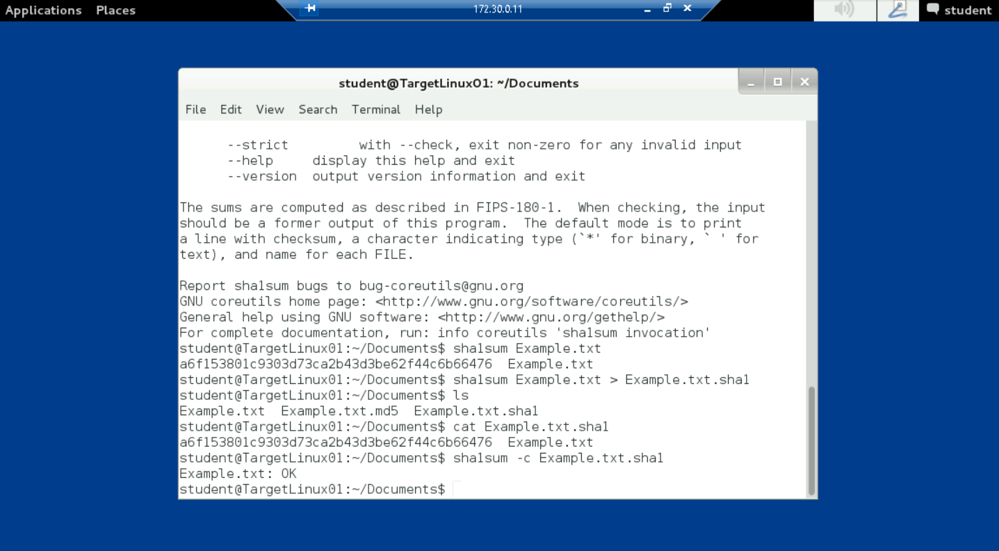 Applications Places 172.30.0.11 student
student@TargetLinux01: ~/Documents
File Edit View Search Terminal Help
--strict with --check, exit non-zero for any invalid input
--help display this help and exit
--version output version information and exit
The sums are computed as described in FIPS-180-1. When checking, the input
should be a former output of this program. The default mode is to print
a line with checksum, a character indicating type (`*' for binary, ` ' for
text), and name for each FILE.
Report sha1sum bugs to bug-coreutils@gnu.org
GNU coreutils home page: <http://www.gnu.org/software/coreutils/>
General help using GNU software: <http://www.gnu.org/gethelp/>
For complete documentation, run: info coreutils 'sha1sum invocation'
student@TargetLinux01:~/Documents$ sha1sum Example.txt
a6f153801c9303d73ca2b43d3be62f44c6b66476  Example.txt
student@TargetLinux01:~/Documents$ sha1sum Example.txt > Example.txt.sha1
student@TargetLinux01:~/Documents$ ls
Example.txt  Example.txt.md5  Example.txt.sha1
student@TargetLinux01:~/Documents$ cat Example.txt.sha1
a6f153801c9303d73ca2b43d3be62f44c6b66476  Example.txt
student@TargetLinux01:~/Documents$ sha1sum -c Example.txt.sha1
Example.txt: OK
student@TargetLinux01:~/Documents$